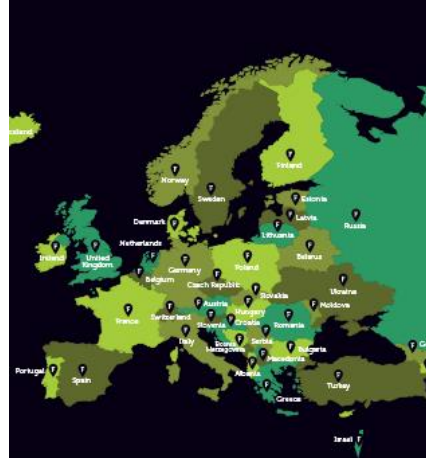 Finland
Norway
Sweden
Estonia
Latvia
Russia
Denmark
Lithuania
Netherlands
Ireland
United
Kingdom
Belarus
Germany
Poland
Belgium
Czech Republic
Ukraine
Slovakia
Moldova
Austria
Hungary
France
Switzerland
Slovenia
Croatia
Romania
Italy
Bosnia
Herzegovina
Serbia
Bulgaria
Macedonia
Portugal
Spain
Albania
Greece
Turkey
Israel